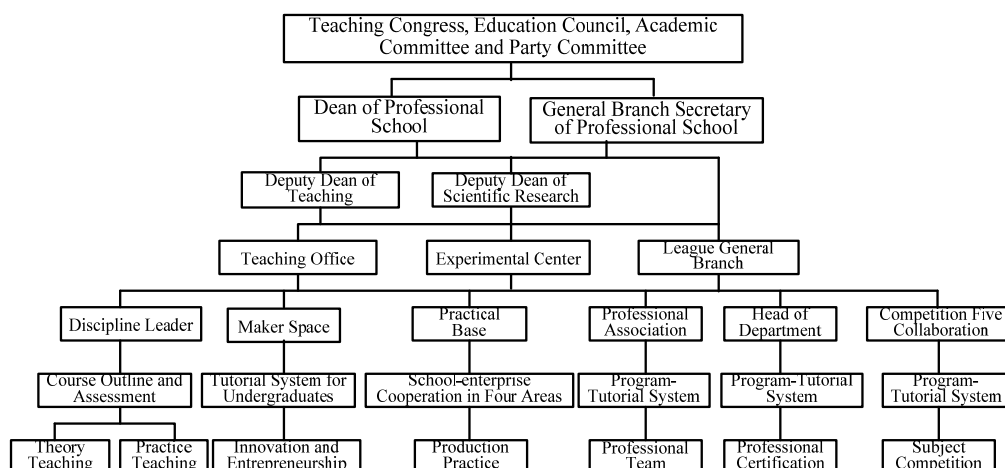 Teaching Congress, Education Council, Academic
Committee and Party Committee
Dean of Professional
School
General Branch Secretary
of Professional School
Deputy Dean of
Teaching
Deputy Dean of
Scientific Research
Teaching Office
Experimental Center
League General
Branch
Discipline Leader
Maker Space
Practical
Base
Professional
Association
Head of
Department
Competition Five
Collaboration
Course Outline and
Assessment
Tutorial System for
Undergraduates
School-enterprise
Cooperation in Four Areas
Program-
Tutorial System
Program-Tutorial
System
Program-
Tutorial System
Theory
Teaching
Practice
Teaching
Innovation and
Entrepreneurship
Production
Practice
Professional
Team
Professional
Certification
Subject
Competition